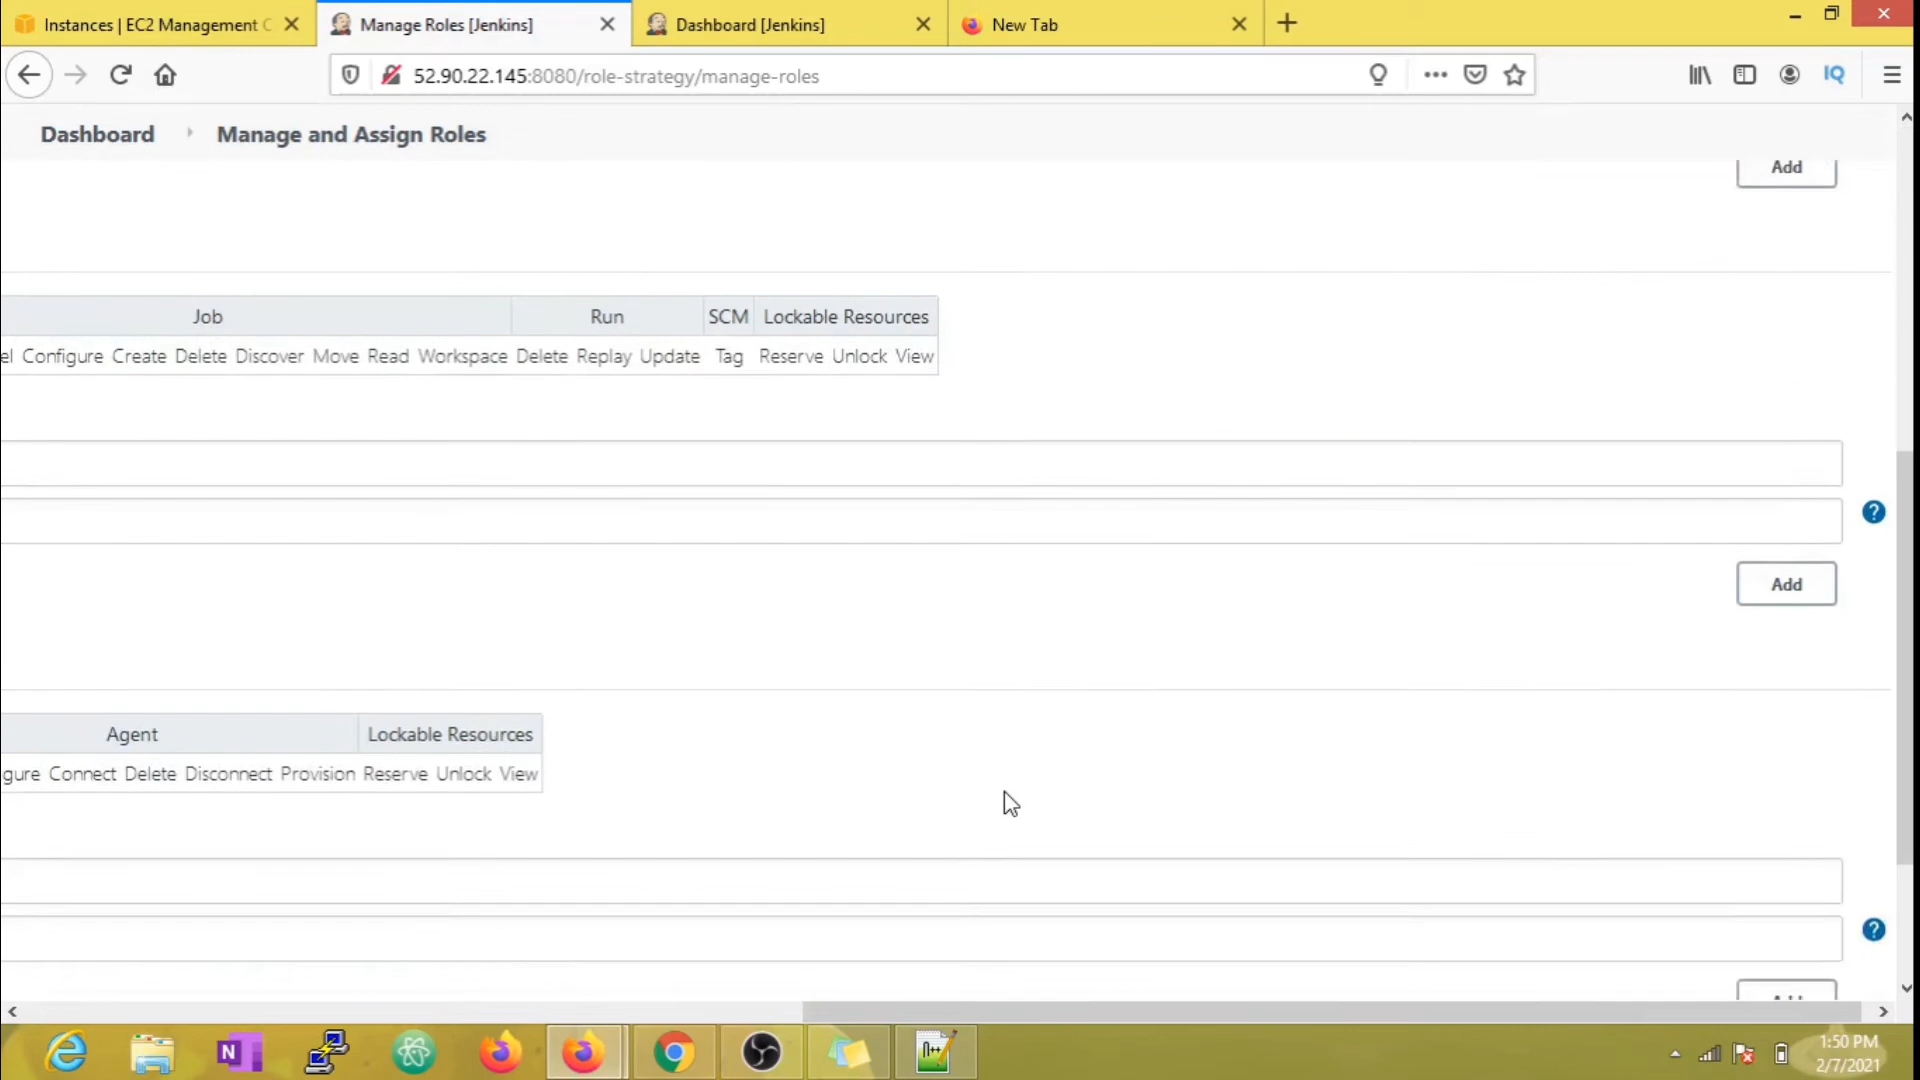 Instances | EC2 Management C
Manage Roles [Jenkins]
Dashboard [Jenkins]
New Tab
52.90.22.145:8080/role-strategy/manage-roles
IQ
Dashboard
Manage and Assign Roles
Add
Job Run SCM Lockable Resources
el Configure Create Delete Discover Move Read Workspace Delete Replay Update Tag Reserve Unlock View
?
Add
Agent Lockable Resources
gure Connect Delete Disconnect Provision Reserve Unlock View
?
Add
N
1:50 PM
2/7/2021